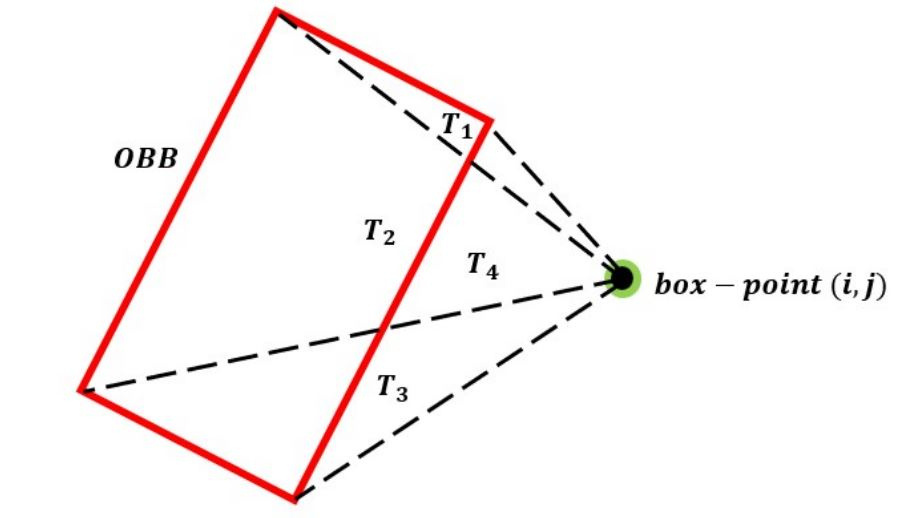 T₁
OBB
T₂
T₄
box – point (i, j)
T₃